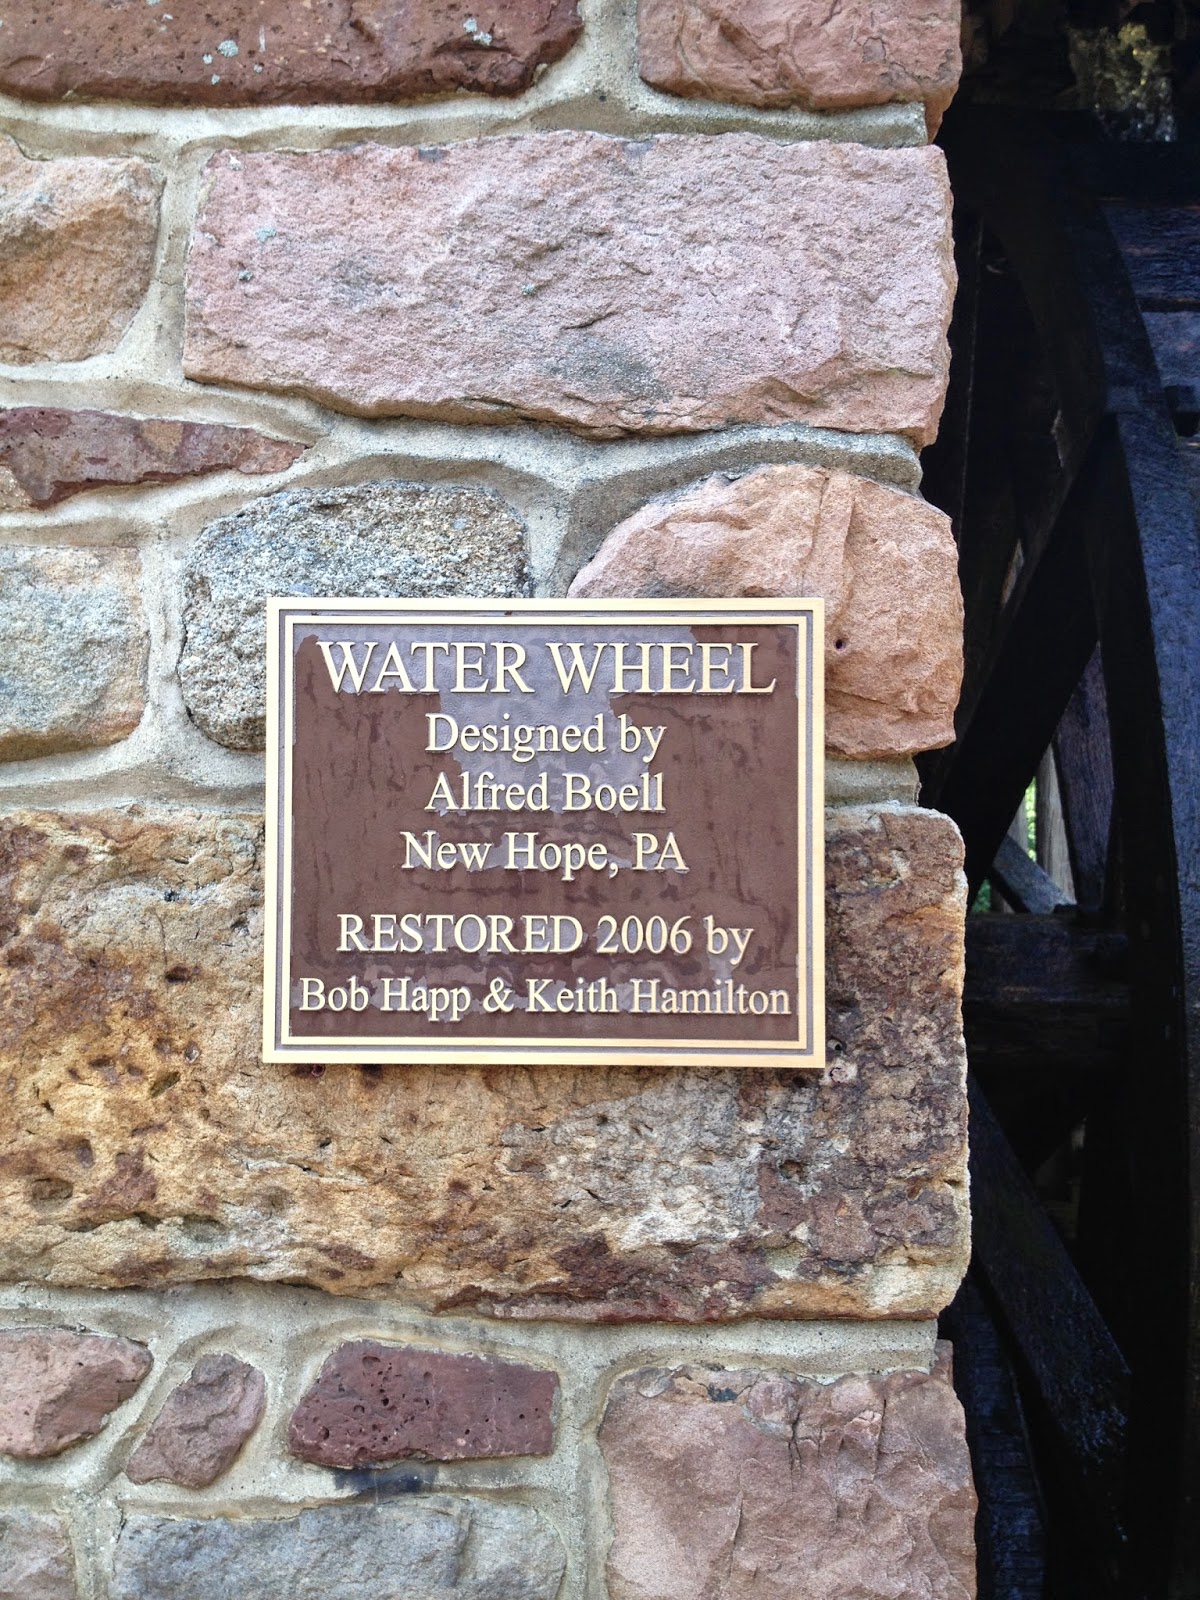 WATER WHEEL
Designed by
Alfred Boell
New Hope, PA
RESTORED 2006 by
Bob Happ & Keith Hamilton